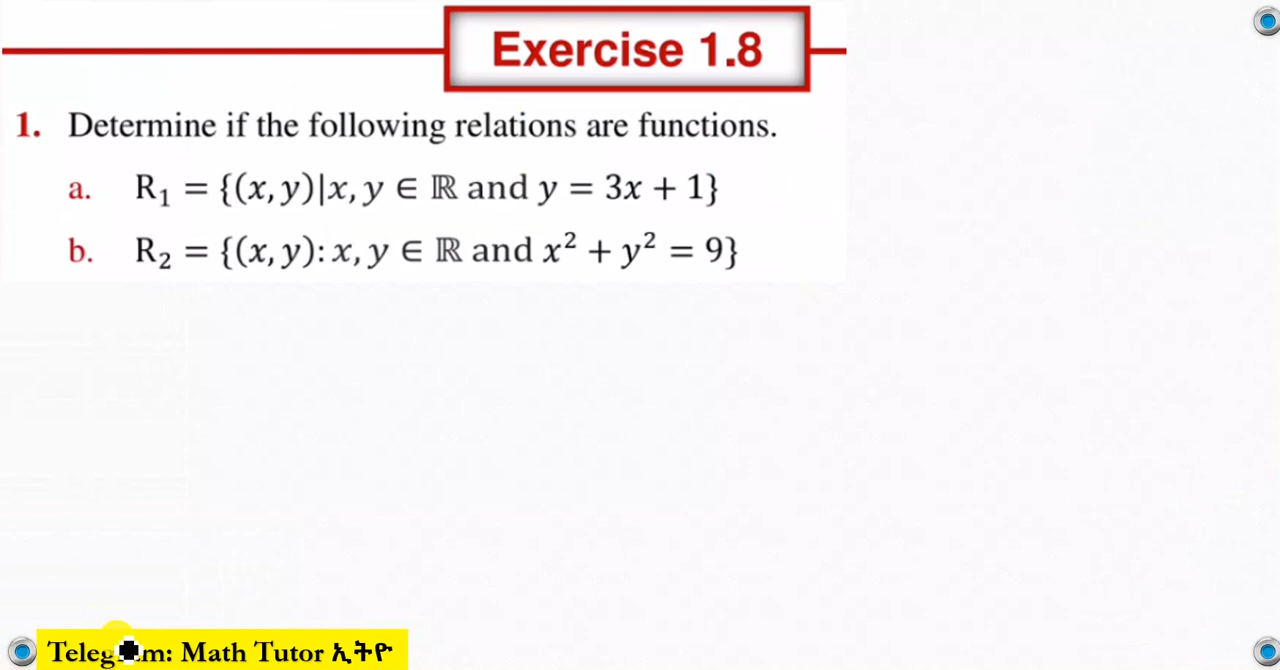 Exercise 1.8
1. Determine if the following relations are functions.
a. R₁ = {(x, y)|x, y ∈ ℝ and y = 3x + 1}
b. R₂ = {(x, y): x, y ∈ ℝ and x² + y² = 9}
Math Tutor ኢትዮ